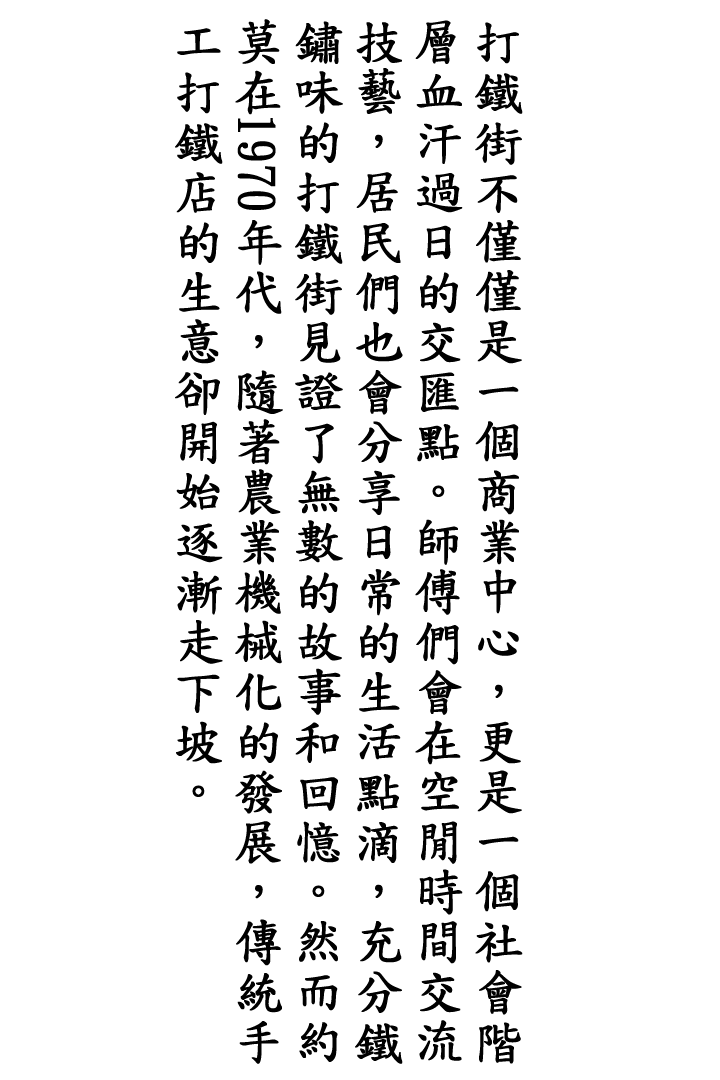 打鐵街不僅僅是一個商業中心，更是一個社會階
層血汗過日的交匯點。師傅們會在空閒時間交流
技藝，居民們也會分享日常的生活點滴，充分鐵
鏽味的打鐵街見證了無數的故事和回憶。然而約
莫在1970年代，隨著農業機械化的發展，傳統手
工打鐵店的生意卻開始逐漸走下坡。